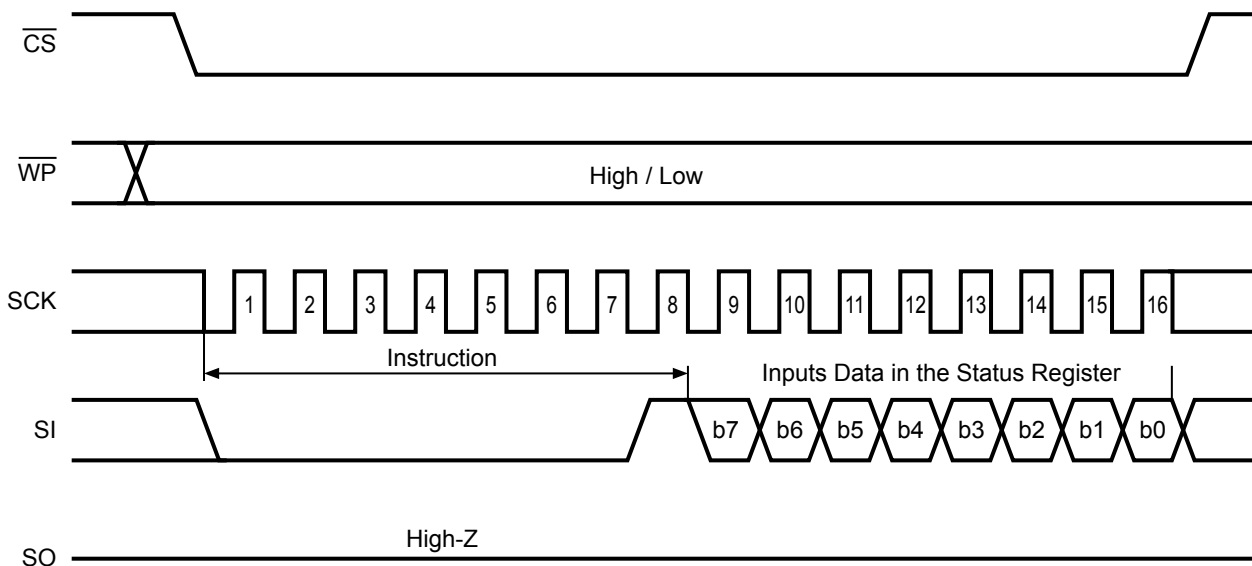 CS
WP
High / Low
SCK 1 2 3 4 5 6 7 8 9 10 11 12 13 14 15 16
Instruction
Inputs Data in the Status Register
SI b7 b6 b5 b4 b3 b2 b1 b0
High-Z
SO